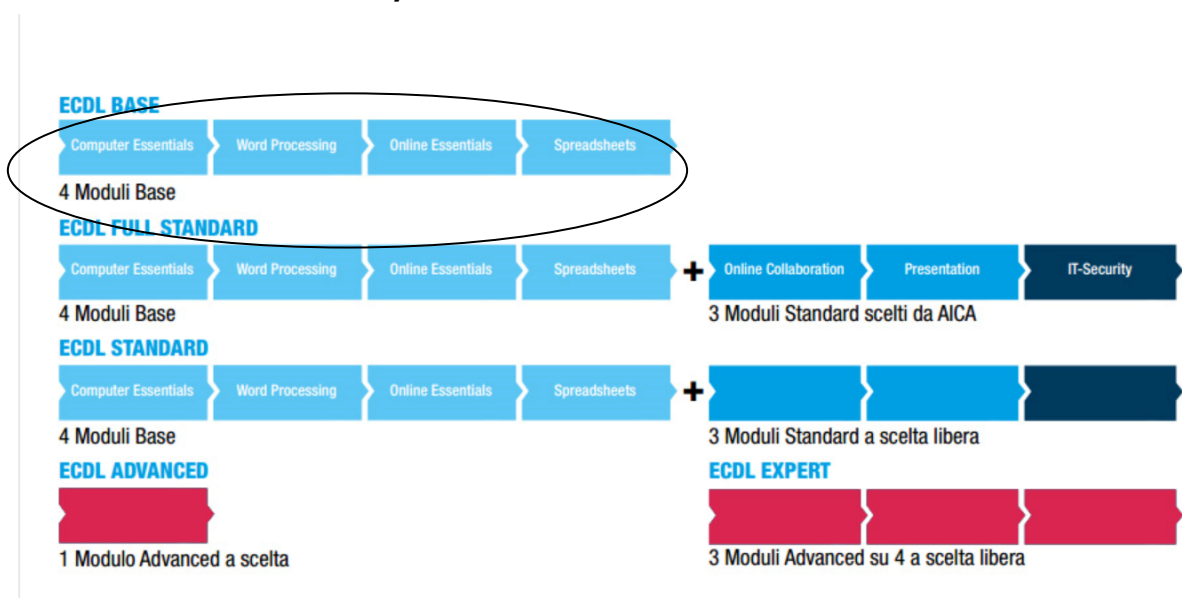 ECDL BASE
Computer Essentials Word Processing Online Essentials Spreadsheets
4 Moduli Base
ECDL FULL STANDARD
Computer Essentials Word Processing Online Essentials Spreadsheets + Online Collaboration Presentation IT-Security
4 Moduli Base 3 Moduli Standard scelti da AICA
ECDL STANDARD
Computer Essentials Word Processing Online Essentials Spreadsheets +
4 Moduli Base 3 Moduli Standard a scelta libera
ECDL ADVANCED ECDL EXPERT
1 Modulo Advanced a scelta 3 Moduli Advanced su 4 a scelta libera